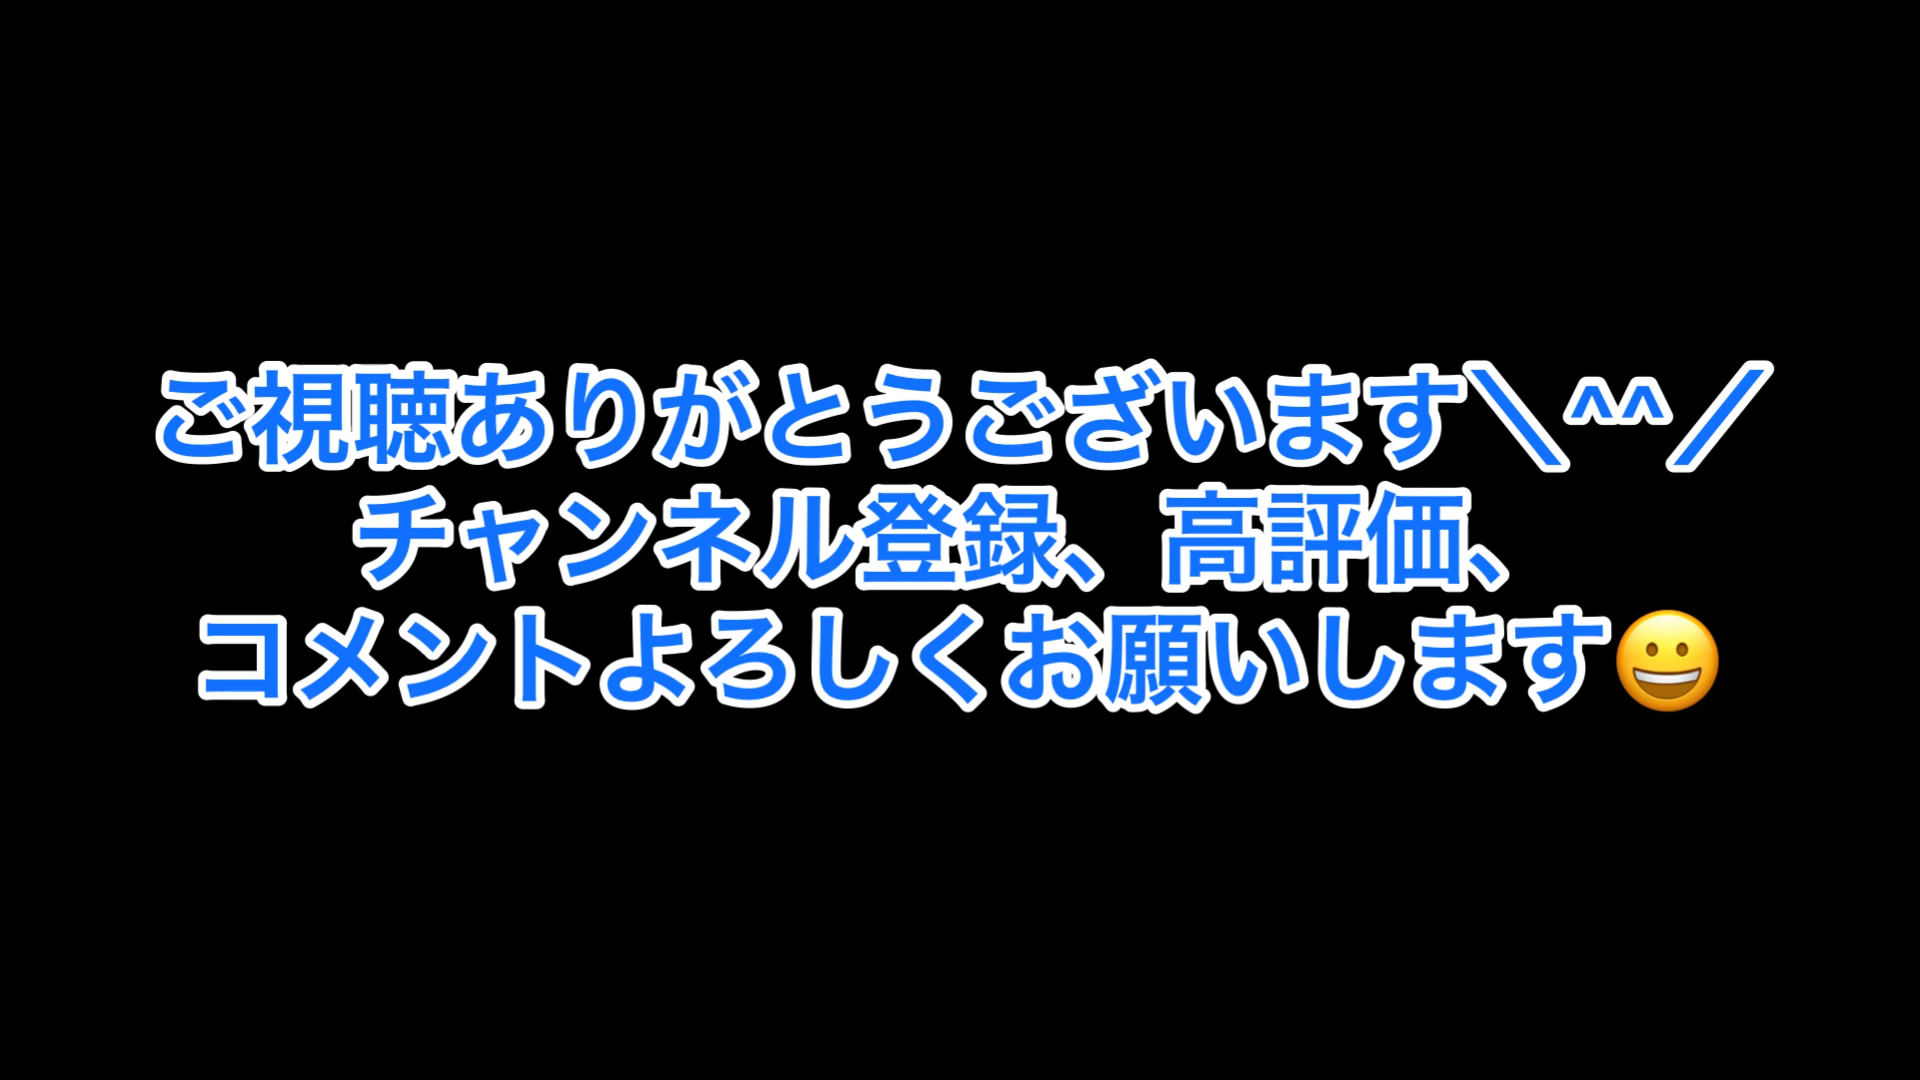 ご視聴ありがとうございます＼^^／
チャンネル登録、高評価、
コメントよろしくお願いします😀